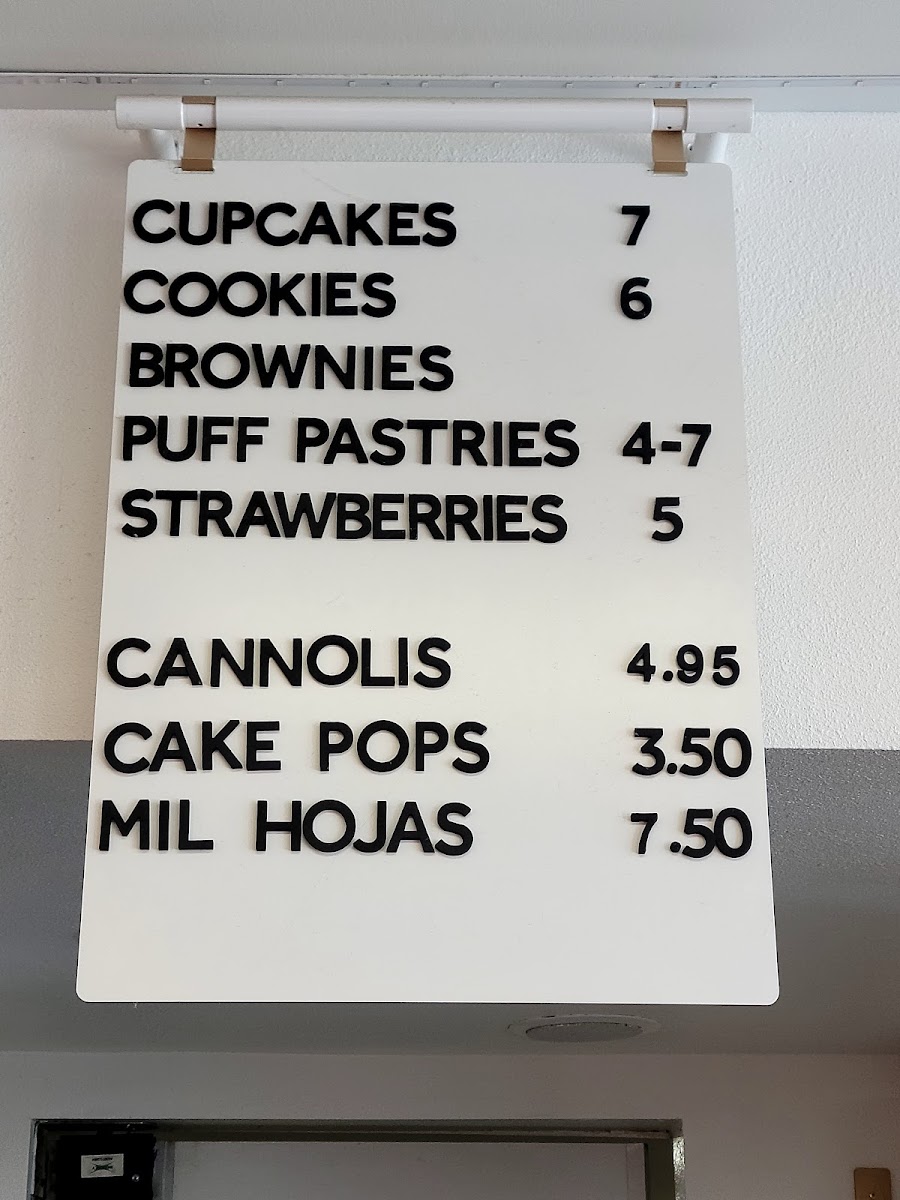 CUPCAKES 7
COOKIES 6
BROWNIES
PUFF PASTRIES 4-7
STRAWBERRIES 5
CANNOLIS 4.95
CAKE POPS 3.50
MIL HOJAS 7.50